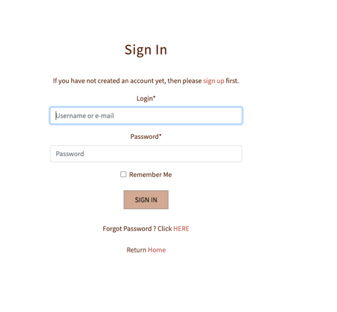 Sign In
If you have not created an account yet, then please sign up first.
Login*
Username or e-mail
Password*
Password
Remember Me
SIGN IN
Forgot Password ? Click HERE
Return Home